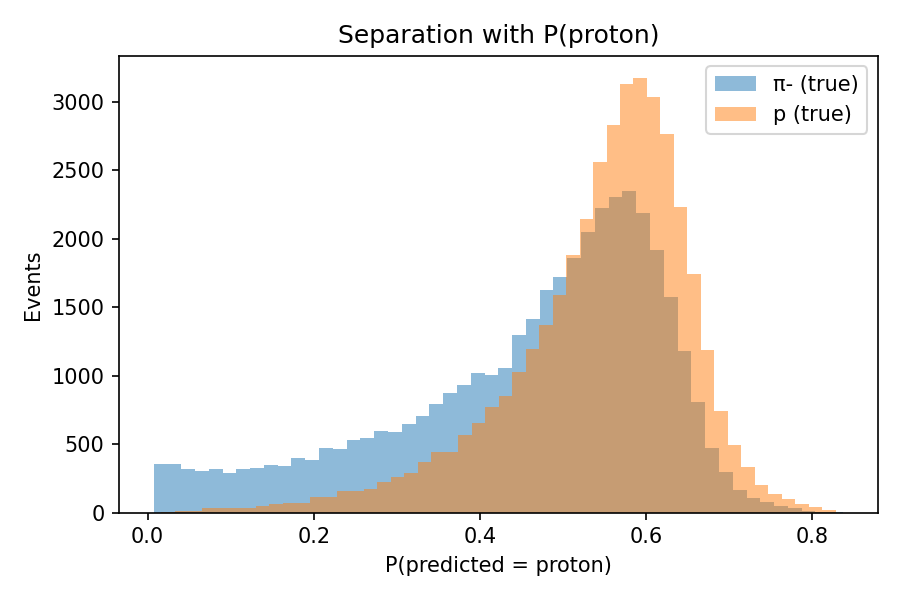 Separation with P(proton)
π- (true)
p (true)
Events
3000
2500
2000
1500
1000
500
0
0.0 0.2 0.4 0.6 0.8
P(predicted = proton)